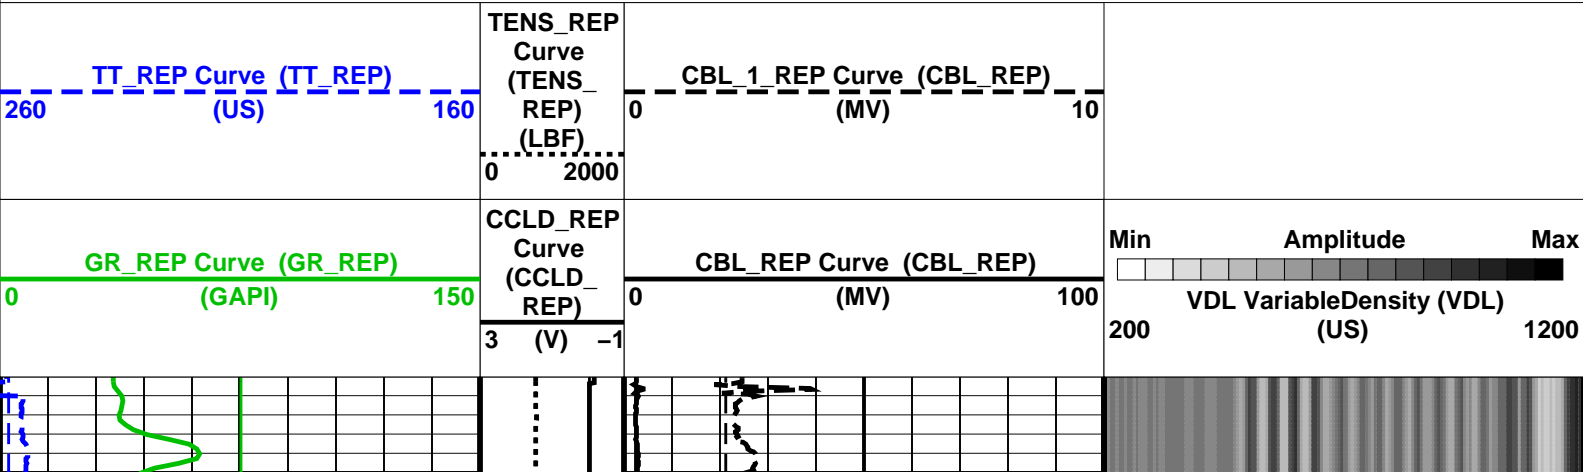 TT_REP Curve (TT_REP)
260 (US) 160
TENS_REP
Curve
(TENS_
REP)
(LBF)
0 2000
CBL_1_REP Curve (CBL_REP)
0 (MV) 10
GR_REP Curve (GR_REP)
0 (GAPI) 150
CCLD_REP
Curve
(CCLD_
REP)
3 (V) −1
CBL_REP Curve (CBL_REP)
0 (MV) 100
Min Amplitude Max
VDL VariableDensity (VDL)
200 (US) 1200